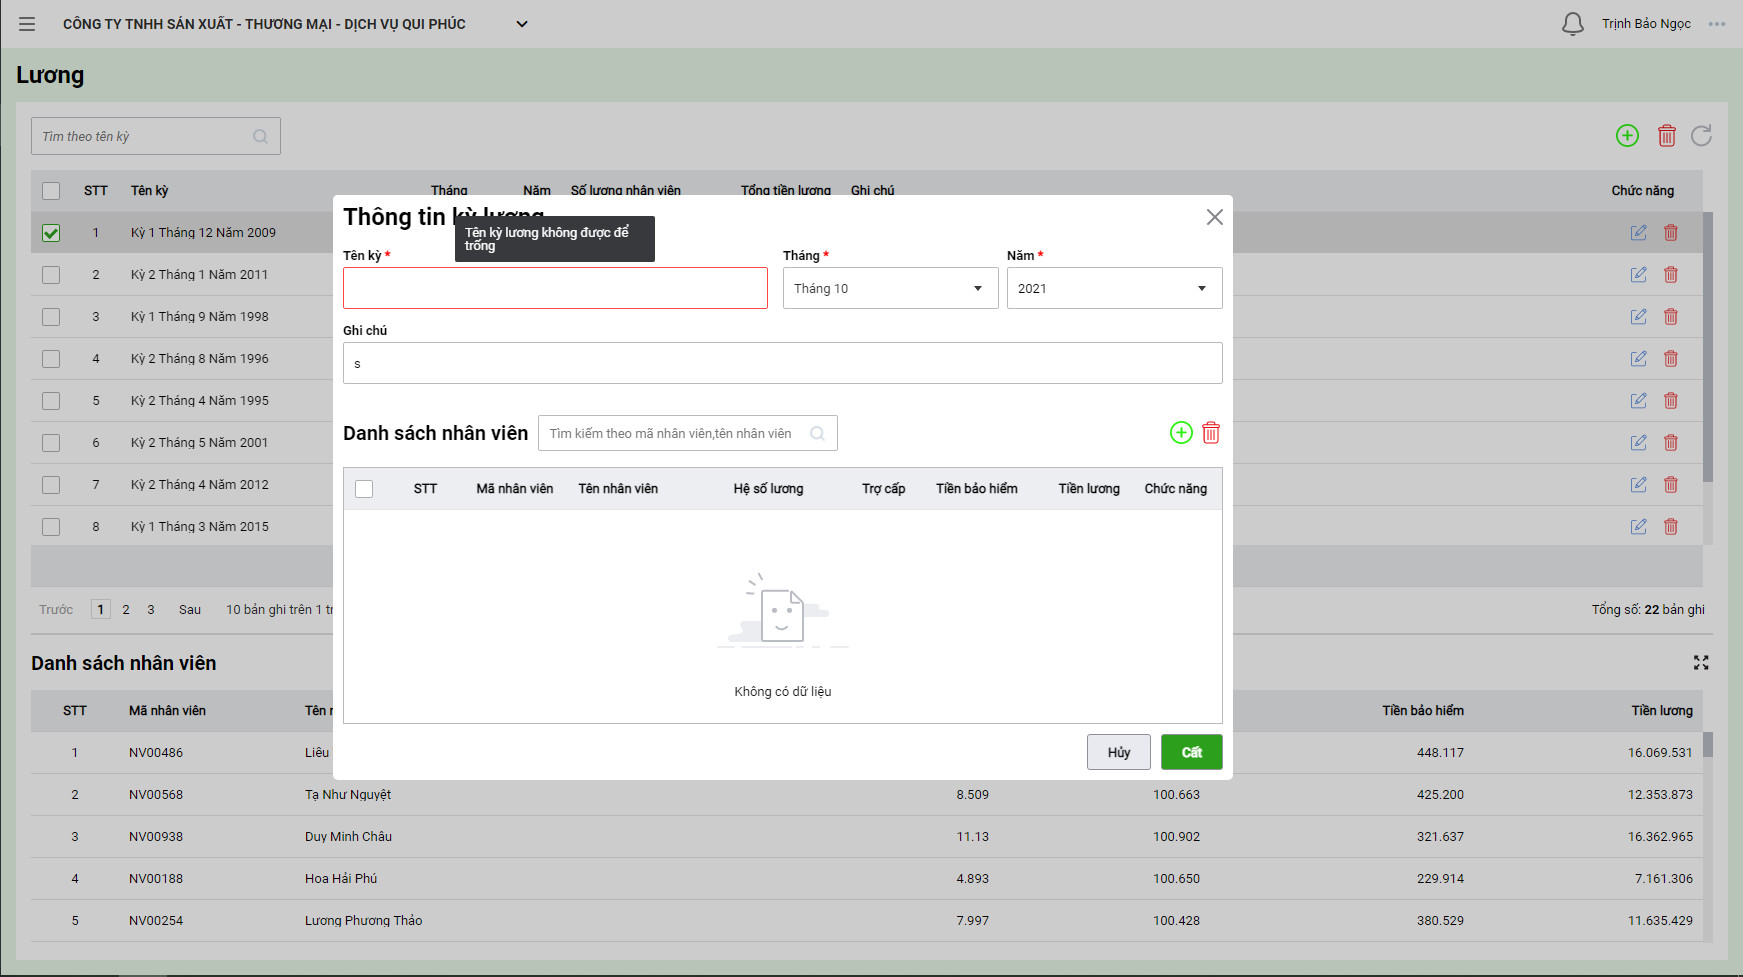 CÔNG TY TNHH SẢN XUẤT - THƯƠNG MẠI - DỊCH VỤ QUI PHÚC
Trịnh Bảo Ngọc
Lương
Tìm theo tên kỳ
STT Tên kỳ Tháng Năm Số lượng nhân viên Tổng tiền lương Ghi chú Chức năng
1 Kỳ 1 Tháng 12 Năm 2009
2 Kỳ 2 Tháng 1 Năm 2011
3 Kỳ 1 Tháng 9 Năm 1998
4 Kỳ 2 Tháng 8 Năm 1996
5 Kỳ 2 Tháng 4 Năm 1995
6 Kỳ 2 Tháng 5 Năm 2001
7 Kỳ 2 Tháng 4 Năm 2012
8 Kỳ 1 Tháng 3 Năm 2015
Trước 1 2 3 Sau 10 bản ghi trên 1
Tổng số: 22 bản ghi
Thông tin kỳ lương
Tên kỳ lương không được để
trống
Tên kỳ * Tháng * Năm *
Tháng 10 2021
Ghi chú
s
Danh sách nhân viên Tìm kiếm theo mã nhân viên,tên nhân viên
STT Mã nhân viên Tên nhân viên Hệ số lương Trợ cấp Tiền bảo hiểm Tiền lương Chức năng
Không có dữ liệu
Hủy Cất
Danh sách nhân viên
STT Mã nhân viên Tên Tiền bảo hiểm Tiền lương
1 NV00486 Liêu 448.117 16.069.531
2 NV00568 Tạ Như Nguyệt 8.509 100.663 425.200 12.353.873
3 NV00938 Duy Minh Châu 11.13 100.902 321.637 16.362.965
4 NV00188 Hoa Hải Phú 4.893 100.650 229.914 7.161.306
5 NV00254 Lương Phương Thảo 7.997 100.428 380.529 11.635.429